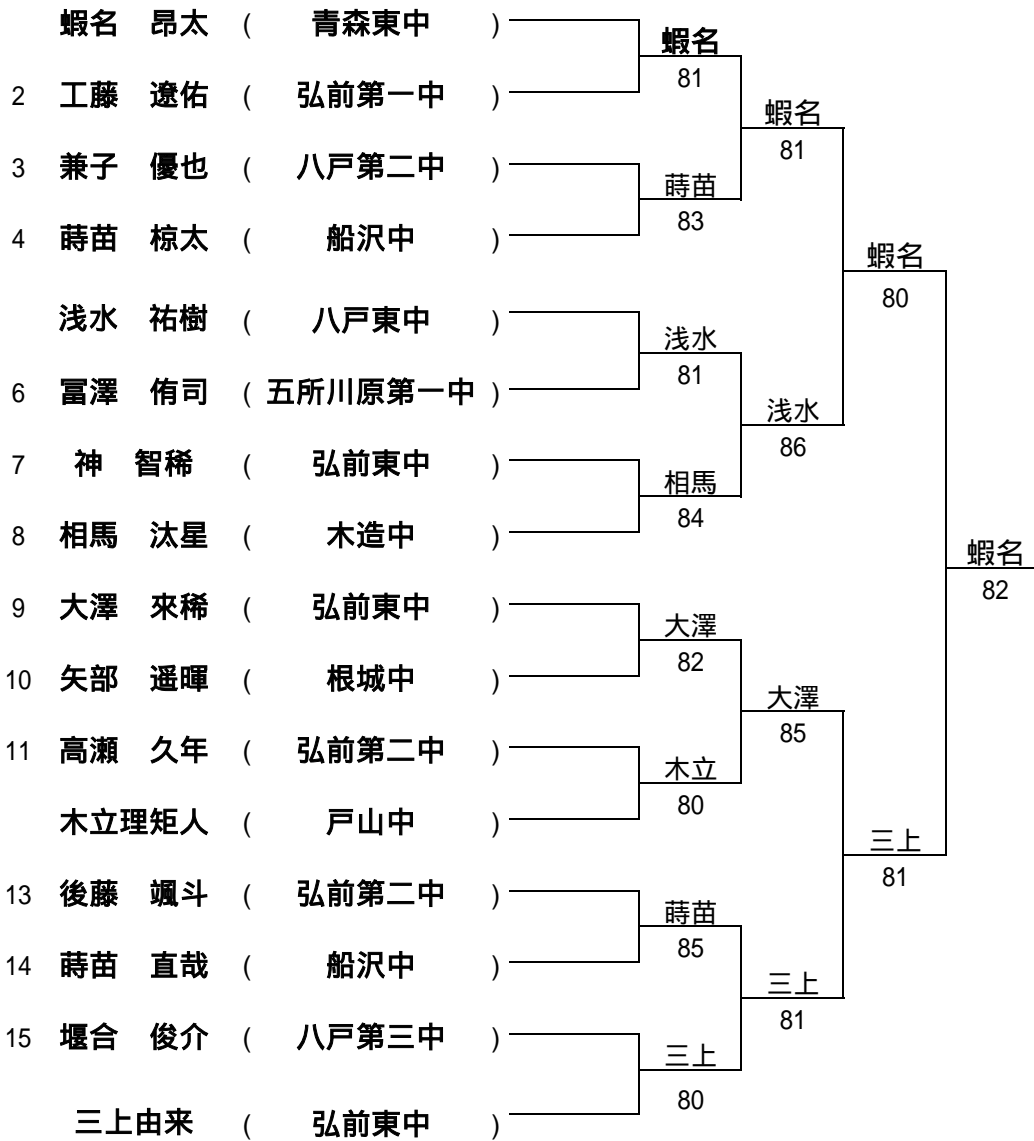 蝦名　昂太 ( 青森東中 )
蝦名
81
2 工藤　遼佑 ( 弘前第一中 )
蝦名
81
3 兼子　優也 ( 八戸第二中 )
蒔苗
83
4 蒔苗　椋太 ( 船沢中 )
蝦名
80
浅水　祐樹 ( 八戸東中 )
浅水
81
6 冨澤　侑司 ( 五所川原第一中 )
浅水
86
7 神　智稀 ( 弘前東中 )
相馬
84
8 相馬　汰星 ( 木造中 )
蝦名
82
9 大澤　來稀 ( 弘前東中 )
大澤
82
10 矢部　遥暉 ( 根城中 )
大澤
85
11 高瀬　久年 ( 弘前第二中 )
木立
80
木立理矩人 ( 戸山中 )
三上
81
13 後藤　颯斗 ( 弘前第二中 )
蒔苗
85
14 蒔苗　直哉 ( 船沢中 )
三上
81
15 堰合　俊介 ( 八戸第三中 )
三上
80
三上由来 ( 弘前東中 )